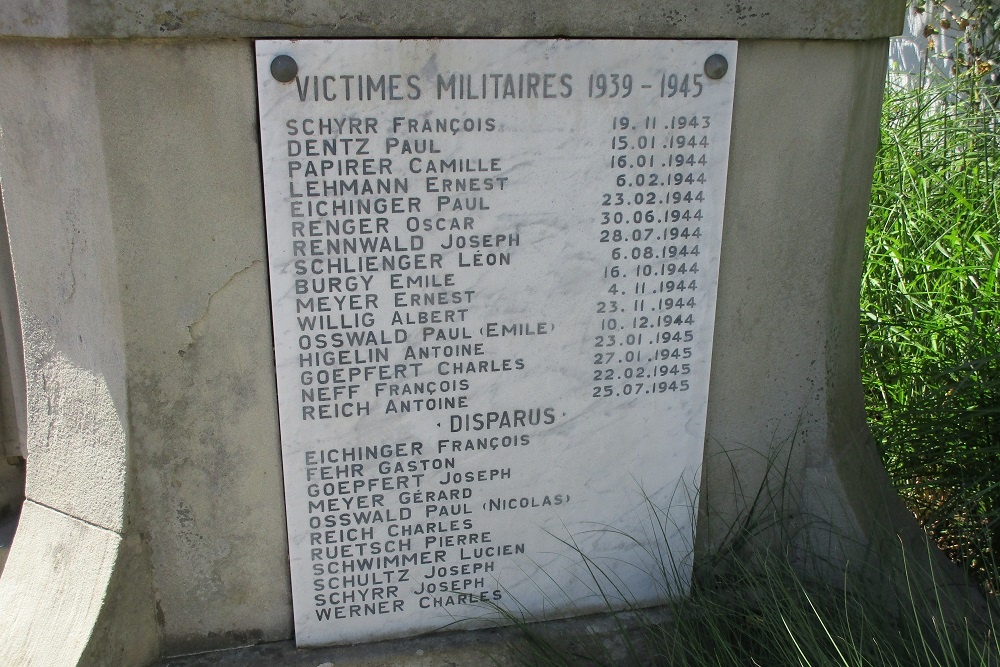 VICTIMES MILITAIRES 1939 - 1945
SCHYRR FRANÇOIS 19.11.1943
DENTZ PAUL 15.01.1944
PAPIRER CAMILLE 16.01.1944
LEHMANN ERNEST 6.02.1944
EICHINGER PAUL 23.02.1944
RENGER OSCAR 30.06.1944
RENNWALD JOSEPH 28.07.1944
SCHLIENGER LÉON 6.08.1944
BURGY EMILE 16.10.1944
MEYER ERNEST 4.11.1944
WILLIG ALBERT 23.11.1944
OSSWALD PAUL (EMILE) 10.12.1944
HIGELIN ANTOINE 23.01.1945
GOEPFERT CHARLES 27.01.1945
NEFF FRANÇOIS 22.02.1945
REICH ANTOINE 25.07.1945
· DISPARUS ·
EICHINGER FRANÇOIS
FEHR GASTON
GOEPFERT JOSEPH
MEYER GÉRARD
OSSWALD PAUL (NICOLAS)
REICH CHARLES
RUETSCH PIERRE
SCHWIMMER LUCIEN
SCHULTZ JOSEPH
SCHYRR JOSEPH
WERNER CHARLES